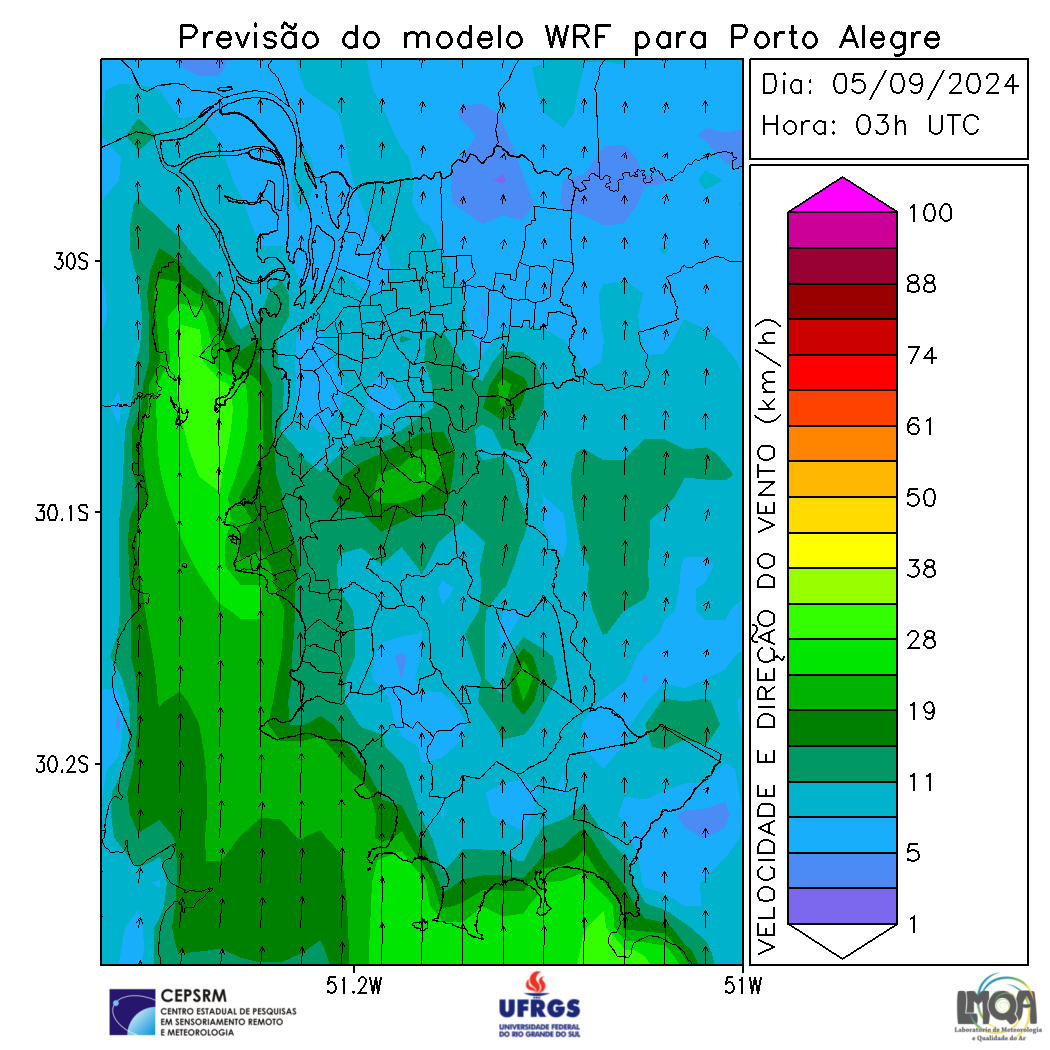 Previsão do modelo WRF para Porto Alegre
Dia: 05/09/2024
Hora: 03h UTC
30S
30.1S
30.2S
51.2W
51W
VELOCIDADE E DIREÇÃO DO VENTO (km/h)
100
88
74
61
50
38
28
19
11
5
1
CEPSRM
CENTRO ESTADUAL DE PESQUISAS
EM SENSORIAMENTO REMOTO
E METEOROLOGIA
UFRGS
UNIVERSIDADE FEDERAL
DO RIO GRANDE DO SUL
LMQA
Laboratório de Meteorologia
e Qualidade do Ar